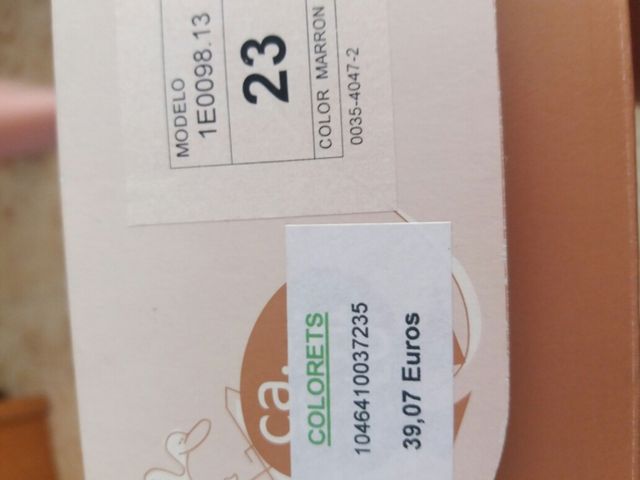 MODELO
1E0098.13
23
COLOR MARRON
0035-4047-2
ca.
COLORETS
1046410037235
39,07 Euros